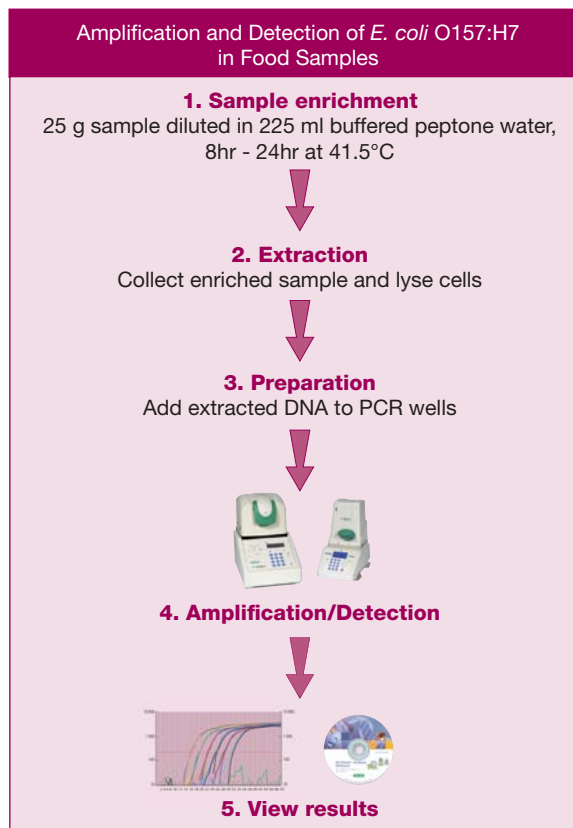 Amplification and Detection of E. coli O157:H7
in Food Samples
1. Sample enrichment
25 g sample diluted in 225 ml buffered peptone water,
8hr - 24hr at 41.5°C
2. Extraction
Collect enriched sample and lyse cells
3. Preparation
Add extracted DNA to PCR wells
4. Amplification/Detection
5. View results